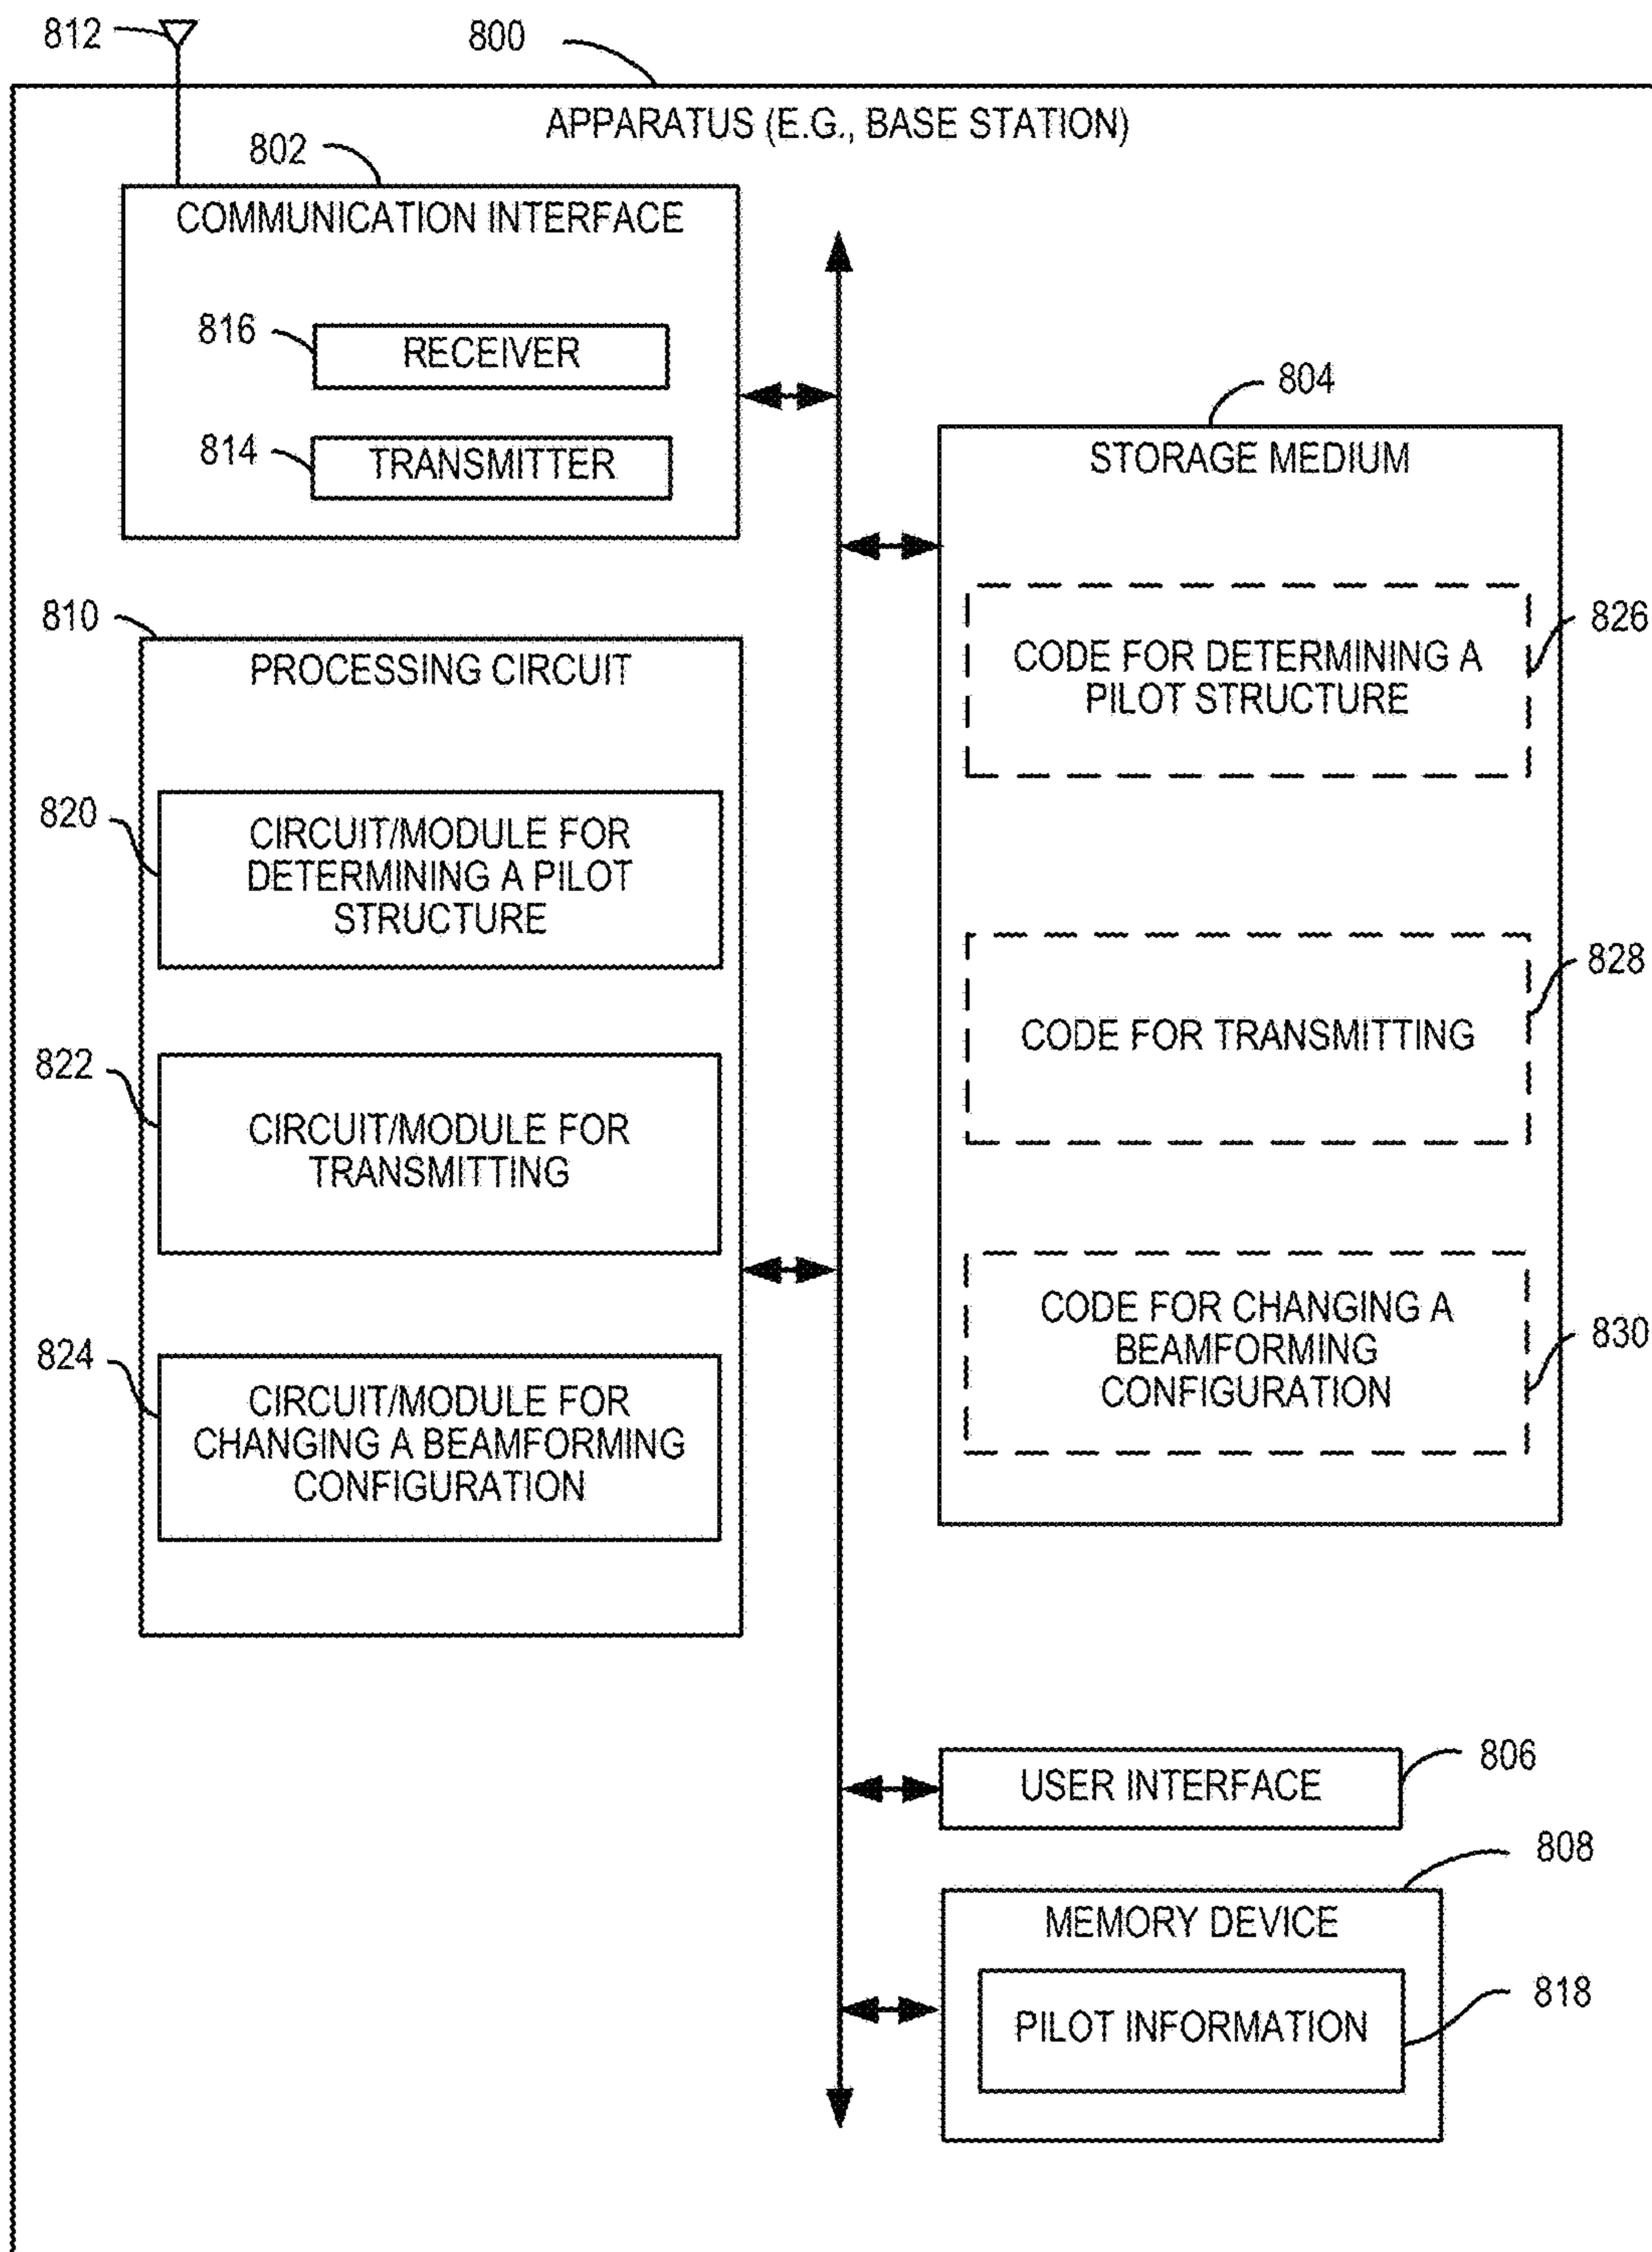 812
800
APPARATUS (E.G., BASE STATION)
802
COMMUNICATION INTERFACE
816
RECEIVER
814
TRANSMITTER
804
STORAGE MEDIUM
826
CODE FOR DETERMINING A
PILOT STRUCTURE
828
CODE FOR TRANSMITTING
830
CODE FOR CHANGING A
BEAMFORMING
CONFIGURATION
810
PROCESSING CIRCUIT
820
CIRCUIT/MODULE FOR
DETERMINING A PILOT
STRUCTURE
822
CIRCUIT/MODULE FOR
TRANSMITTING
824
CIRCUIT/MODULE FOR
CHANGING A BEAMFORMING
CONFIGURATION
806
USER INTERFACE
808
MEMORY DEVICE
818
PILOT INFORMATION